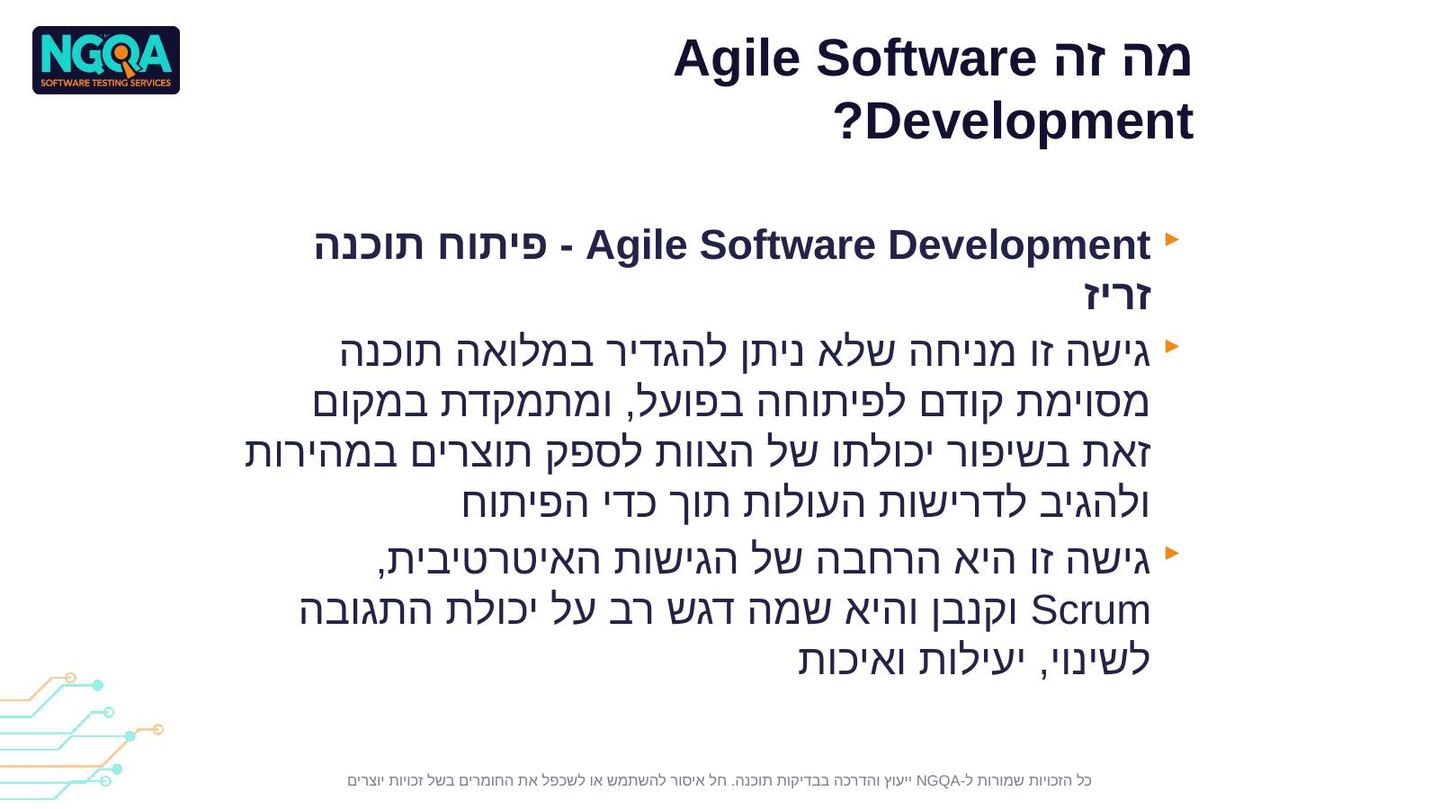 NGQA
SOFTWARE TESTING SERVICES
מה זה Agile Software
Development?
Agile Software Development - פיתוח תוכנה
זריז
גישה זו מניחה שלא ניתן להגדיר במלואה תוכנה
מסוימת קודם לפיתוחה בפועל, ומתמקדת במקום
זאת בשיפור יכולתו של הצוות לספק תוצרים במהירות
ולהגיב לדרישות העולות תוך כדי הפיתוח
גישה זו היא הרחבה של הגישות האיטרטיבית,
Scrum וקנבן והיא שמה דגש רב על יכולת התגובה
לשינוי, יעילות ואיכות
כל הזכויות שמורות ל-NGQA ייעוץ והדרכה בבדיקות תוכנה. חל איסור להשתמש או לשכפל את החומרים בשל זכויות יוצרים